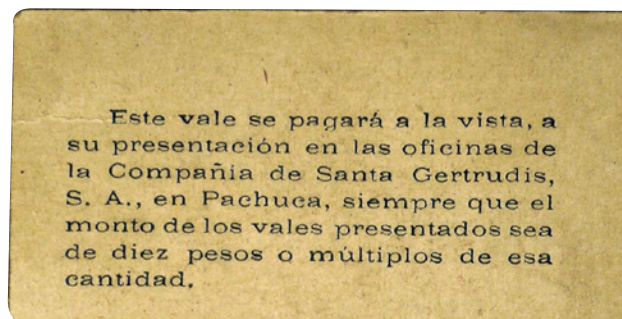 Este vale se pagará a la vista, a
su presentación en las oficinas de
la Compañia de Santa Gertrudis,
S. A., en Pachuca, siempre que el
monto de los vales presentados sea
de diez pesos o múltiplos de esa
cantidad.